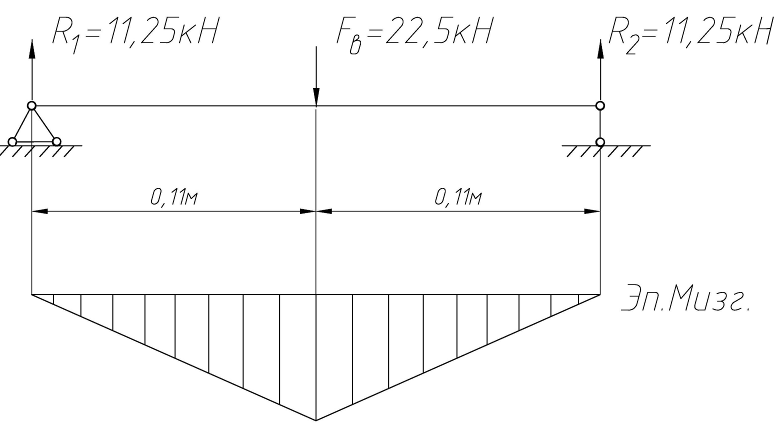 R₁=11,25кН
Fв=22,5кН
R₂=11,25кН
0,11м
0,11м
Эп.Мизг.